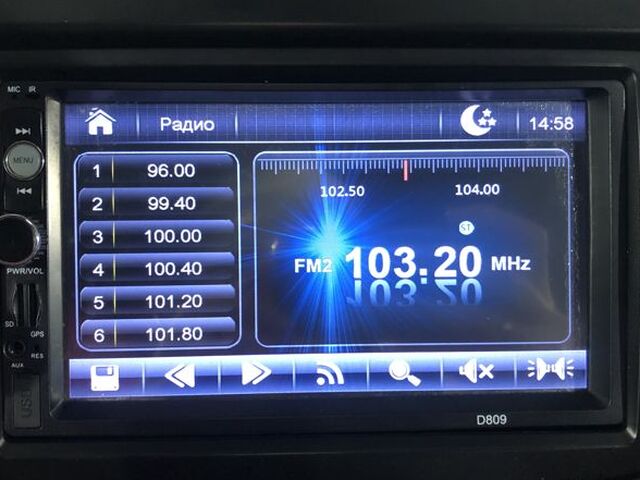 MIC IR
Радио
14:58
MENU
PWR/VOL
SD
GPS
RES
AUX
USB
1 96.00
2 99.40
3 100.00
4 100.40
5 101.20
6 101.80
102.50 104.00
ST
FM2 103.20 MHz
D809